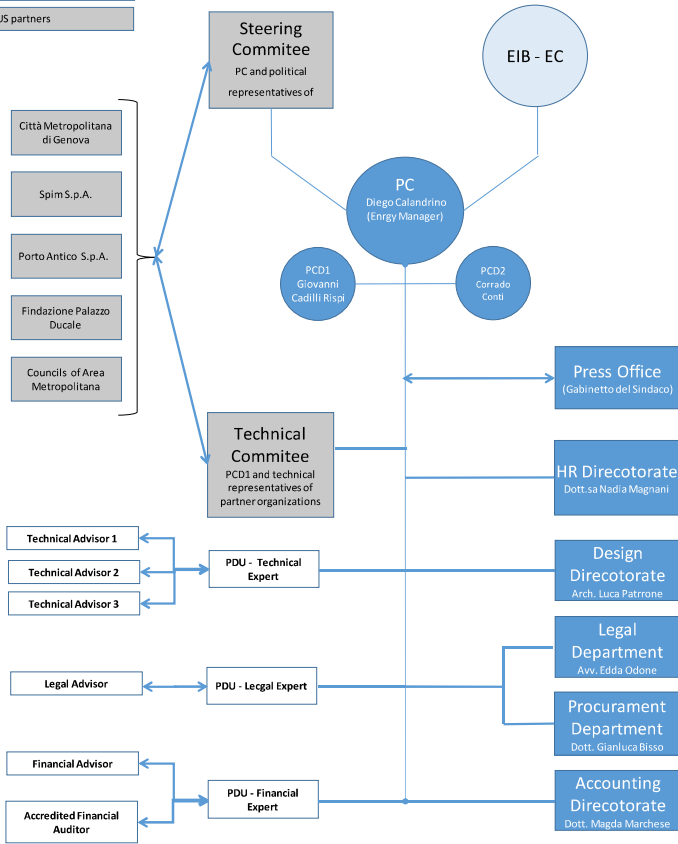 US partners
Steering
Commitee
PC and political
representatives of
EIB - EC
Città Metropolitana
di Genova
Spim S.p.A.
Porto Antico S.p.A.
Findazione Palazzo
Ducale
Councils of Area
Metropolitana
PC
Diego Calandrino
(Enrgy Manager)
PCD1
Giovanni
Cadilli Rispi
PCD2
Corrado
Conti
Press Office
(Gabinetto del Sindaco)
Technical
Commitee
PCD1 and technical
representatives of
partner organizations
HR Direcotorate
Dott.sa Nadia Magnani
Technical Advisor 1
Technical Advisor 2
Technical Advisor 3
PDU - Technical
Expert
Design
Direcotorate
Arch. Luca Patrrone
Legal Advisor
PDU - Lecgal Expert
Legal
Department
Avv. Edda Odone
Procurament
Department
Dott. Gianluca Bisso
Financial Advisor
Accredited Financial
Auditor
PDU - Financial
Expert
Accounting
Direcotorate
Dott. Magda Marchese